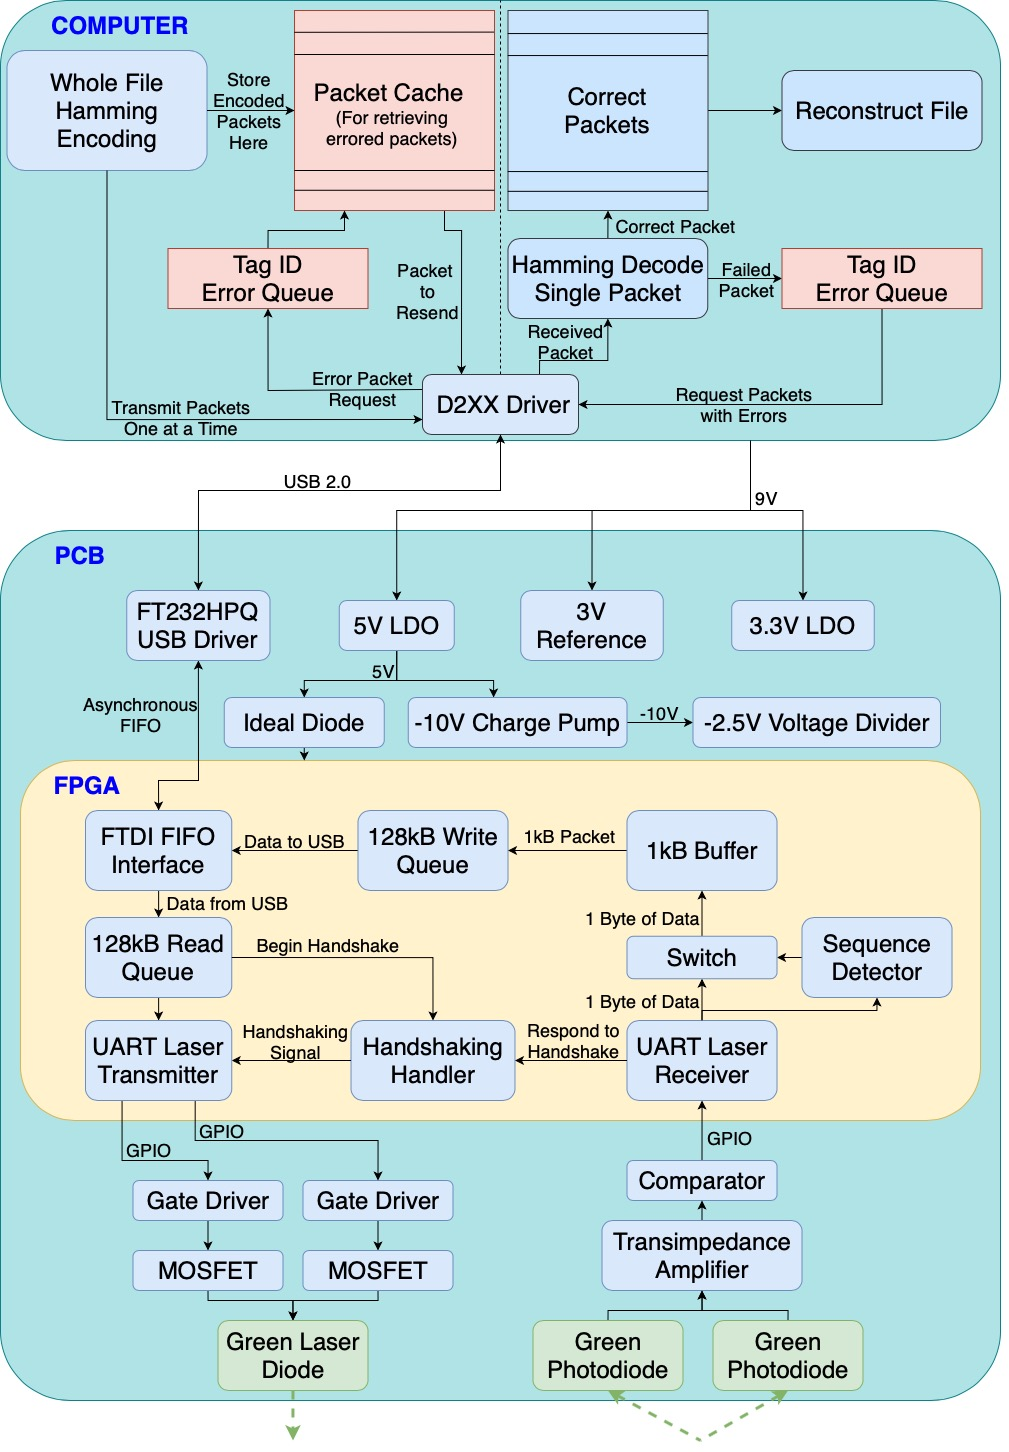 COMPUTER
Whole File
Hamming
Encoding
Store
Encoded
Packets
Here
Packet Cache
(For retrieving
errored packets)
Correct
Packets
Reconstruct File
Correct Packet
Tag ID
Error Queue
Packet
to
Resend
Hamming Decode
Single Packet
Failed
Packet
Tag ID
Error Queue
Received
Packet
Error Packet
Request
D2XX Driver
Request Packets
with Errors
Transmit Packets
One at a Time
USB 2.0
9V
PCB
FT232HPQ
USB Driver
5V LDO
3V
Reference
3.3V LDO
5V
Asynchronous
FIFO
Ideal Diode
-10V Charge Pump
-10V
-2.5V Voltage Divider
FPGA
FTDI FIFO
Interface
Data to USB
128kB Write
Queue
1kB Packet
1kB Buffer
Data from USB
1 Byte of Data
128kB Read
Queue
Begin Handshake
Switch
Sequence
Detector
1 Byte of Data
UART Laser
Transmitter
Handshaking
Signal
Handshaking
Handler
Respond to
Handshake
UART Laser
Receiver
GPIO
GPIO
GPIO
Gate Driver
Gate Driver
Comparator
MOSFET
MOSFET
Transimpedance
Amplifier
Green Laser
Diode
Green
Photodiode
Green
Photodiode